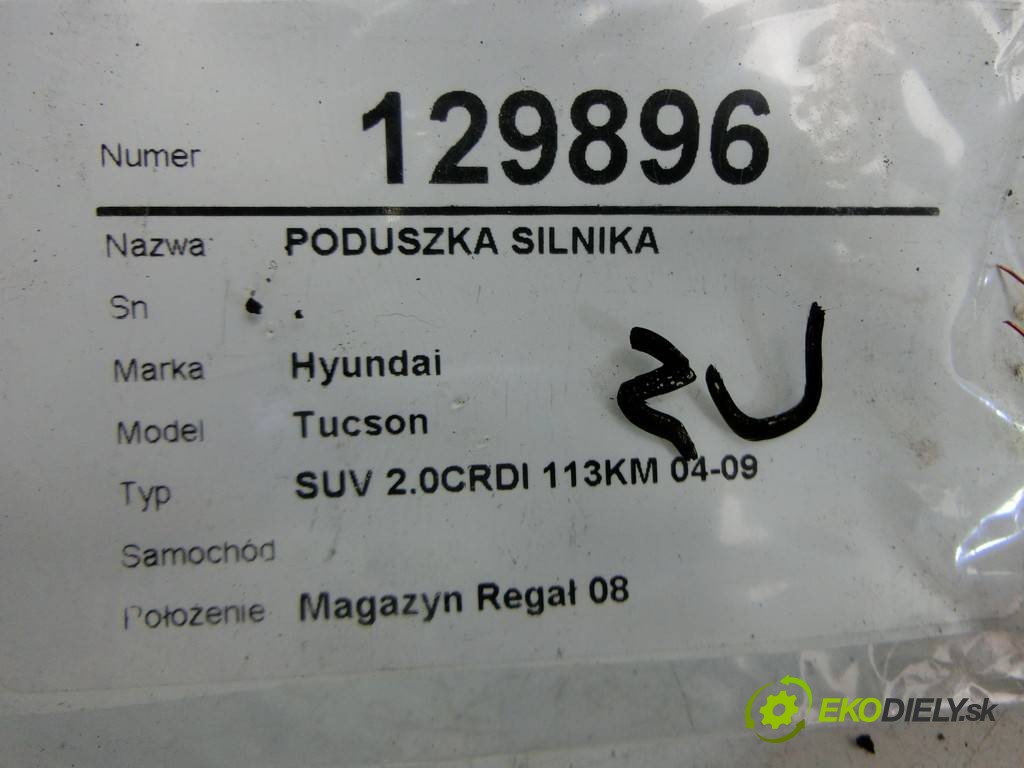 Numer 129896
Nazwa PODUSZKA SILNIKA
Sn .
Marka Hyundai
Model Tucson
Typ SUV 2.0CRDI 113KM 04-09
Samochód
Położenie Magazyn Regał 08
EKODIELY.sk